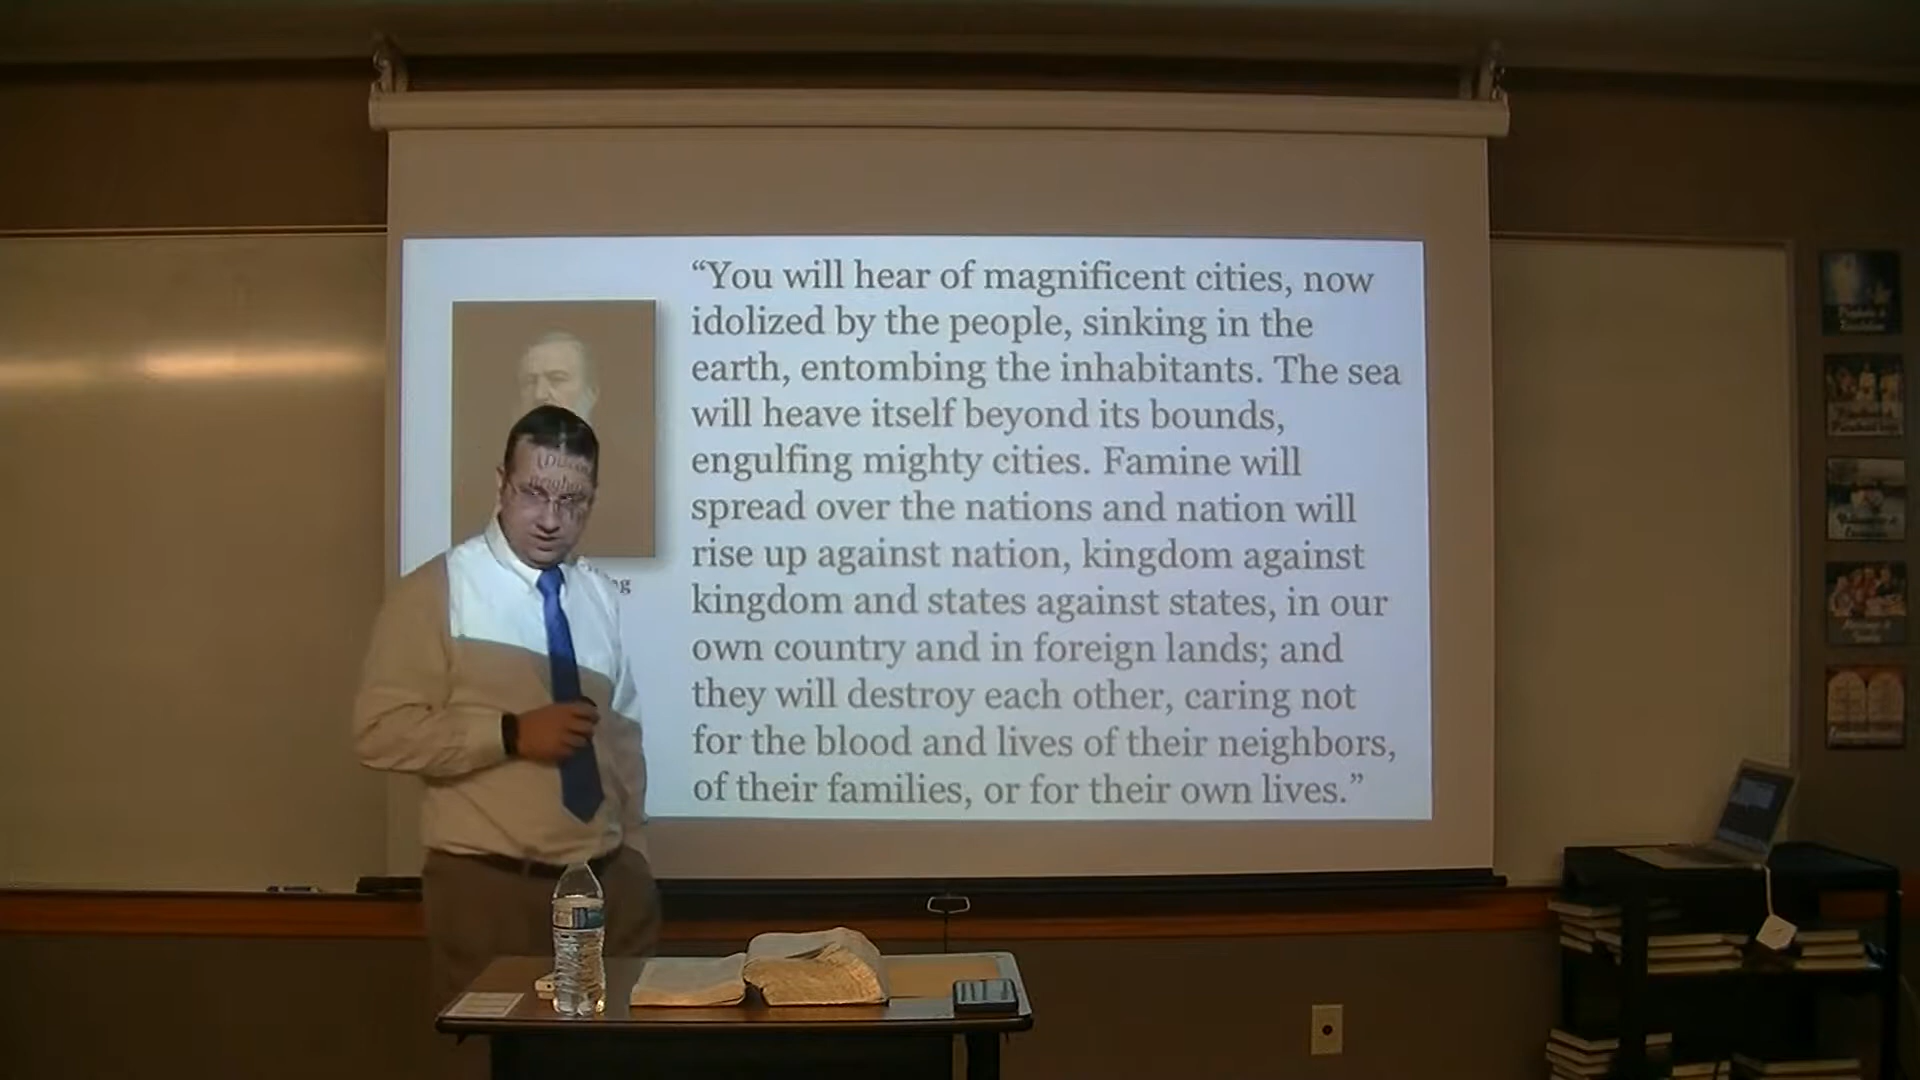 “You will hear of magnificent cities, now
idolized by the people, sinking in the
earth, entombing the inhabitants. The sea
will heave itself beyond its bounds,
engulfing mighty cities. Famine will
spread over the nations and nation will
rise up against nation, kingdom against
kingdom and states against states, in our
own country and in foreign lands; and
they will destroy each other, caring not
for the blood and lives of their neighbors,
of their families, or for their own lives.”